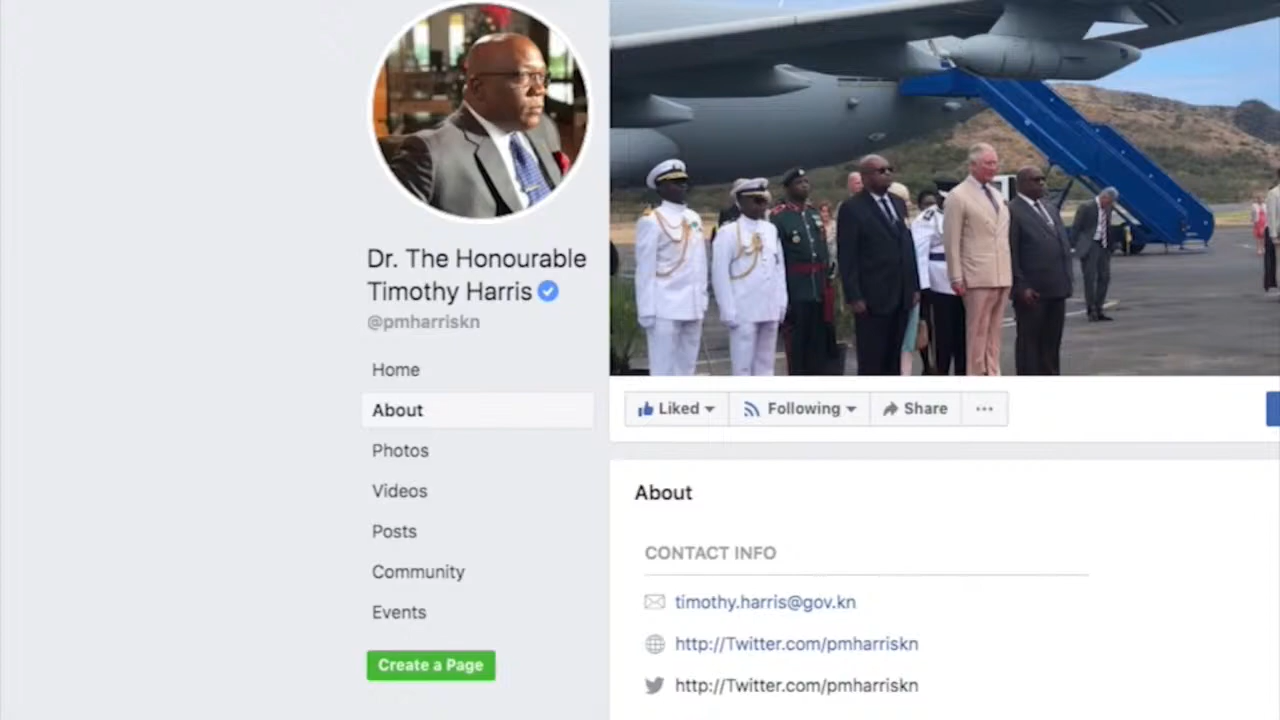 Dr. The Honourable
Timothy Harris
@pmharriskn
Home
About
Photos
Videos
Posts
Community
Events
Create a Page
Liked
Following
Share
About
CONTACT INFO
timothy.harris@gov.kn
http://Twitter.com/pmharriskn
http://Twitter.com/pmharriskn